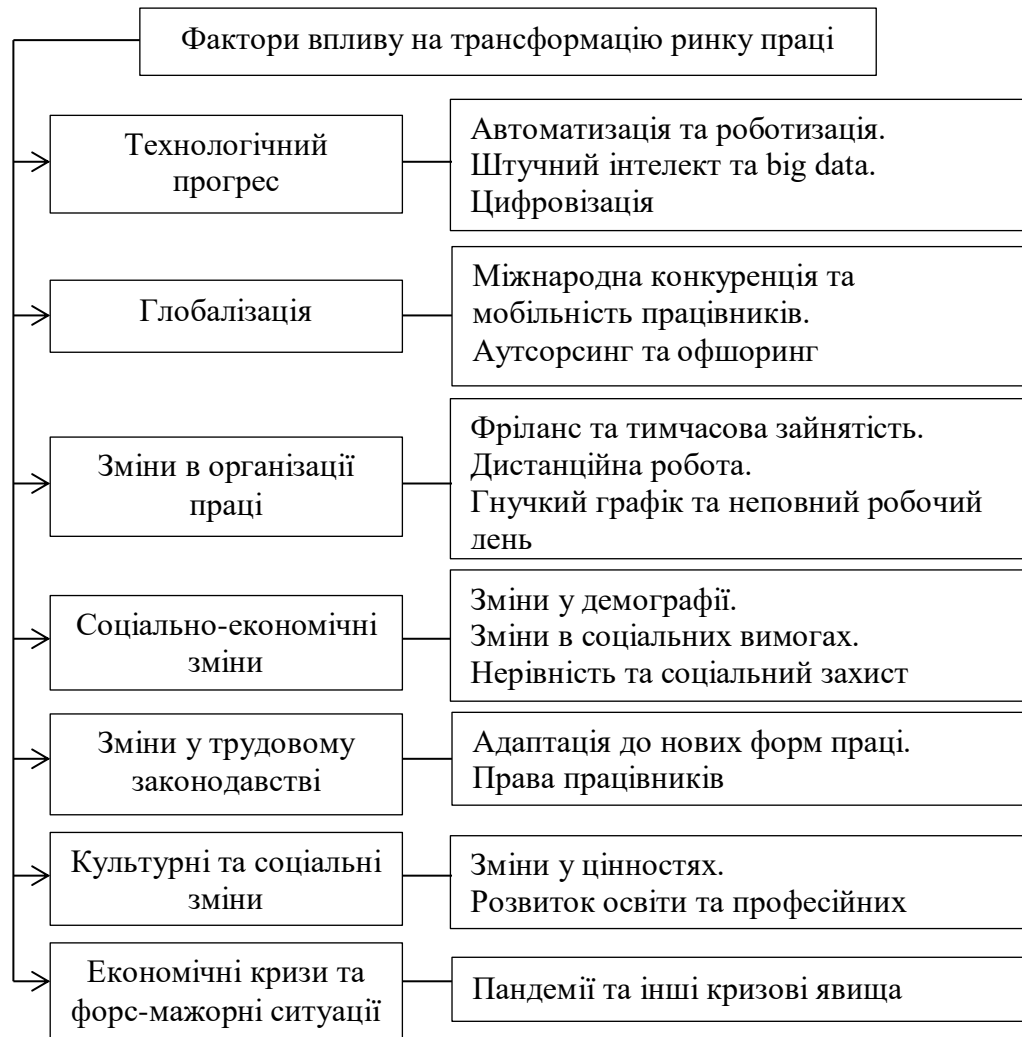 Фактори впливу на трансформацію ринку праці
Технологічний
прогрес
Автоматизація та роботизація.
Штучний інтелект та big data.
Цифровізація
Глобалізація
Міжнародна конкуренція та
мобільність працівників.
Аутсорсинг та офшоринг
Зміни в організації
праці
Фріланс та тимчасова зайнятість.
Дистанційна робота.
Гнучкий графік та неповний робочий
день
Соціально-економічні
зміни
Зміни у демографії.
Зміни в соціальних вимогах.
Нерівність та соціальний захист
Зміни у трудовому
законодавстві
Адаптація до нових форм праці.
Права працівників
Культурні та соціальні
зміни
Зміни у цінностях.
Розвиток освіти та професійних
Економічні кризи та
форс-мажорні ситуації
Пандемії та інші кризові явища